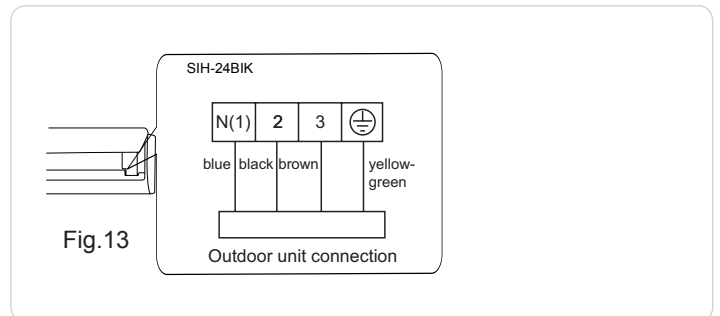 SIH-24BIK
N(1) 2 3
blue black brown yellow-
green
Fig.13
Outdoor unit connection